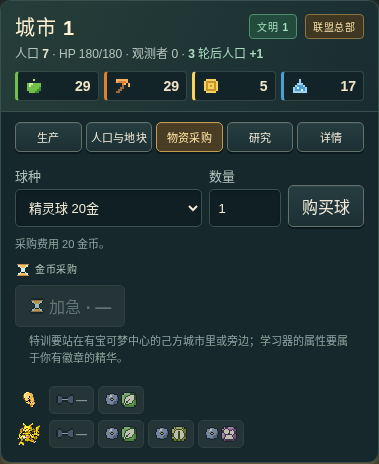 城市 1
文明 1
联盟总部
人口 7 · HP 180/180 · 观测者 0 · 3 轮后人口 +1
29
29
5
17
生产
人口与地块
物资采购
研究
详情
球种
数量
精灵球 20金
1
购买球
采购费用 20 金币。
金币采购
加急 · —
特训要站在有宝可梦中心的己方城市里或旁边；学习器的属性要属
于你有徽章的精华。
—
—